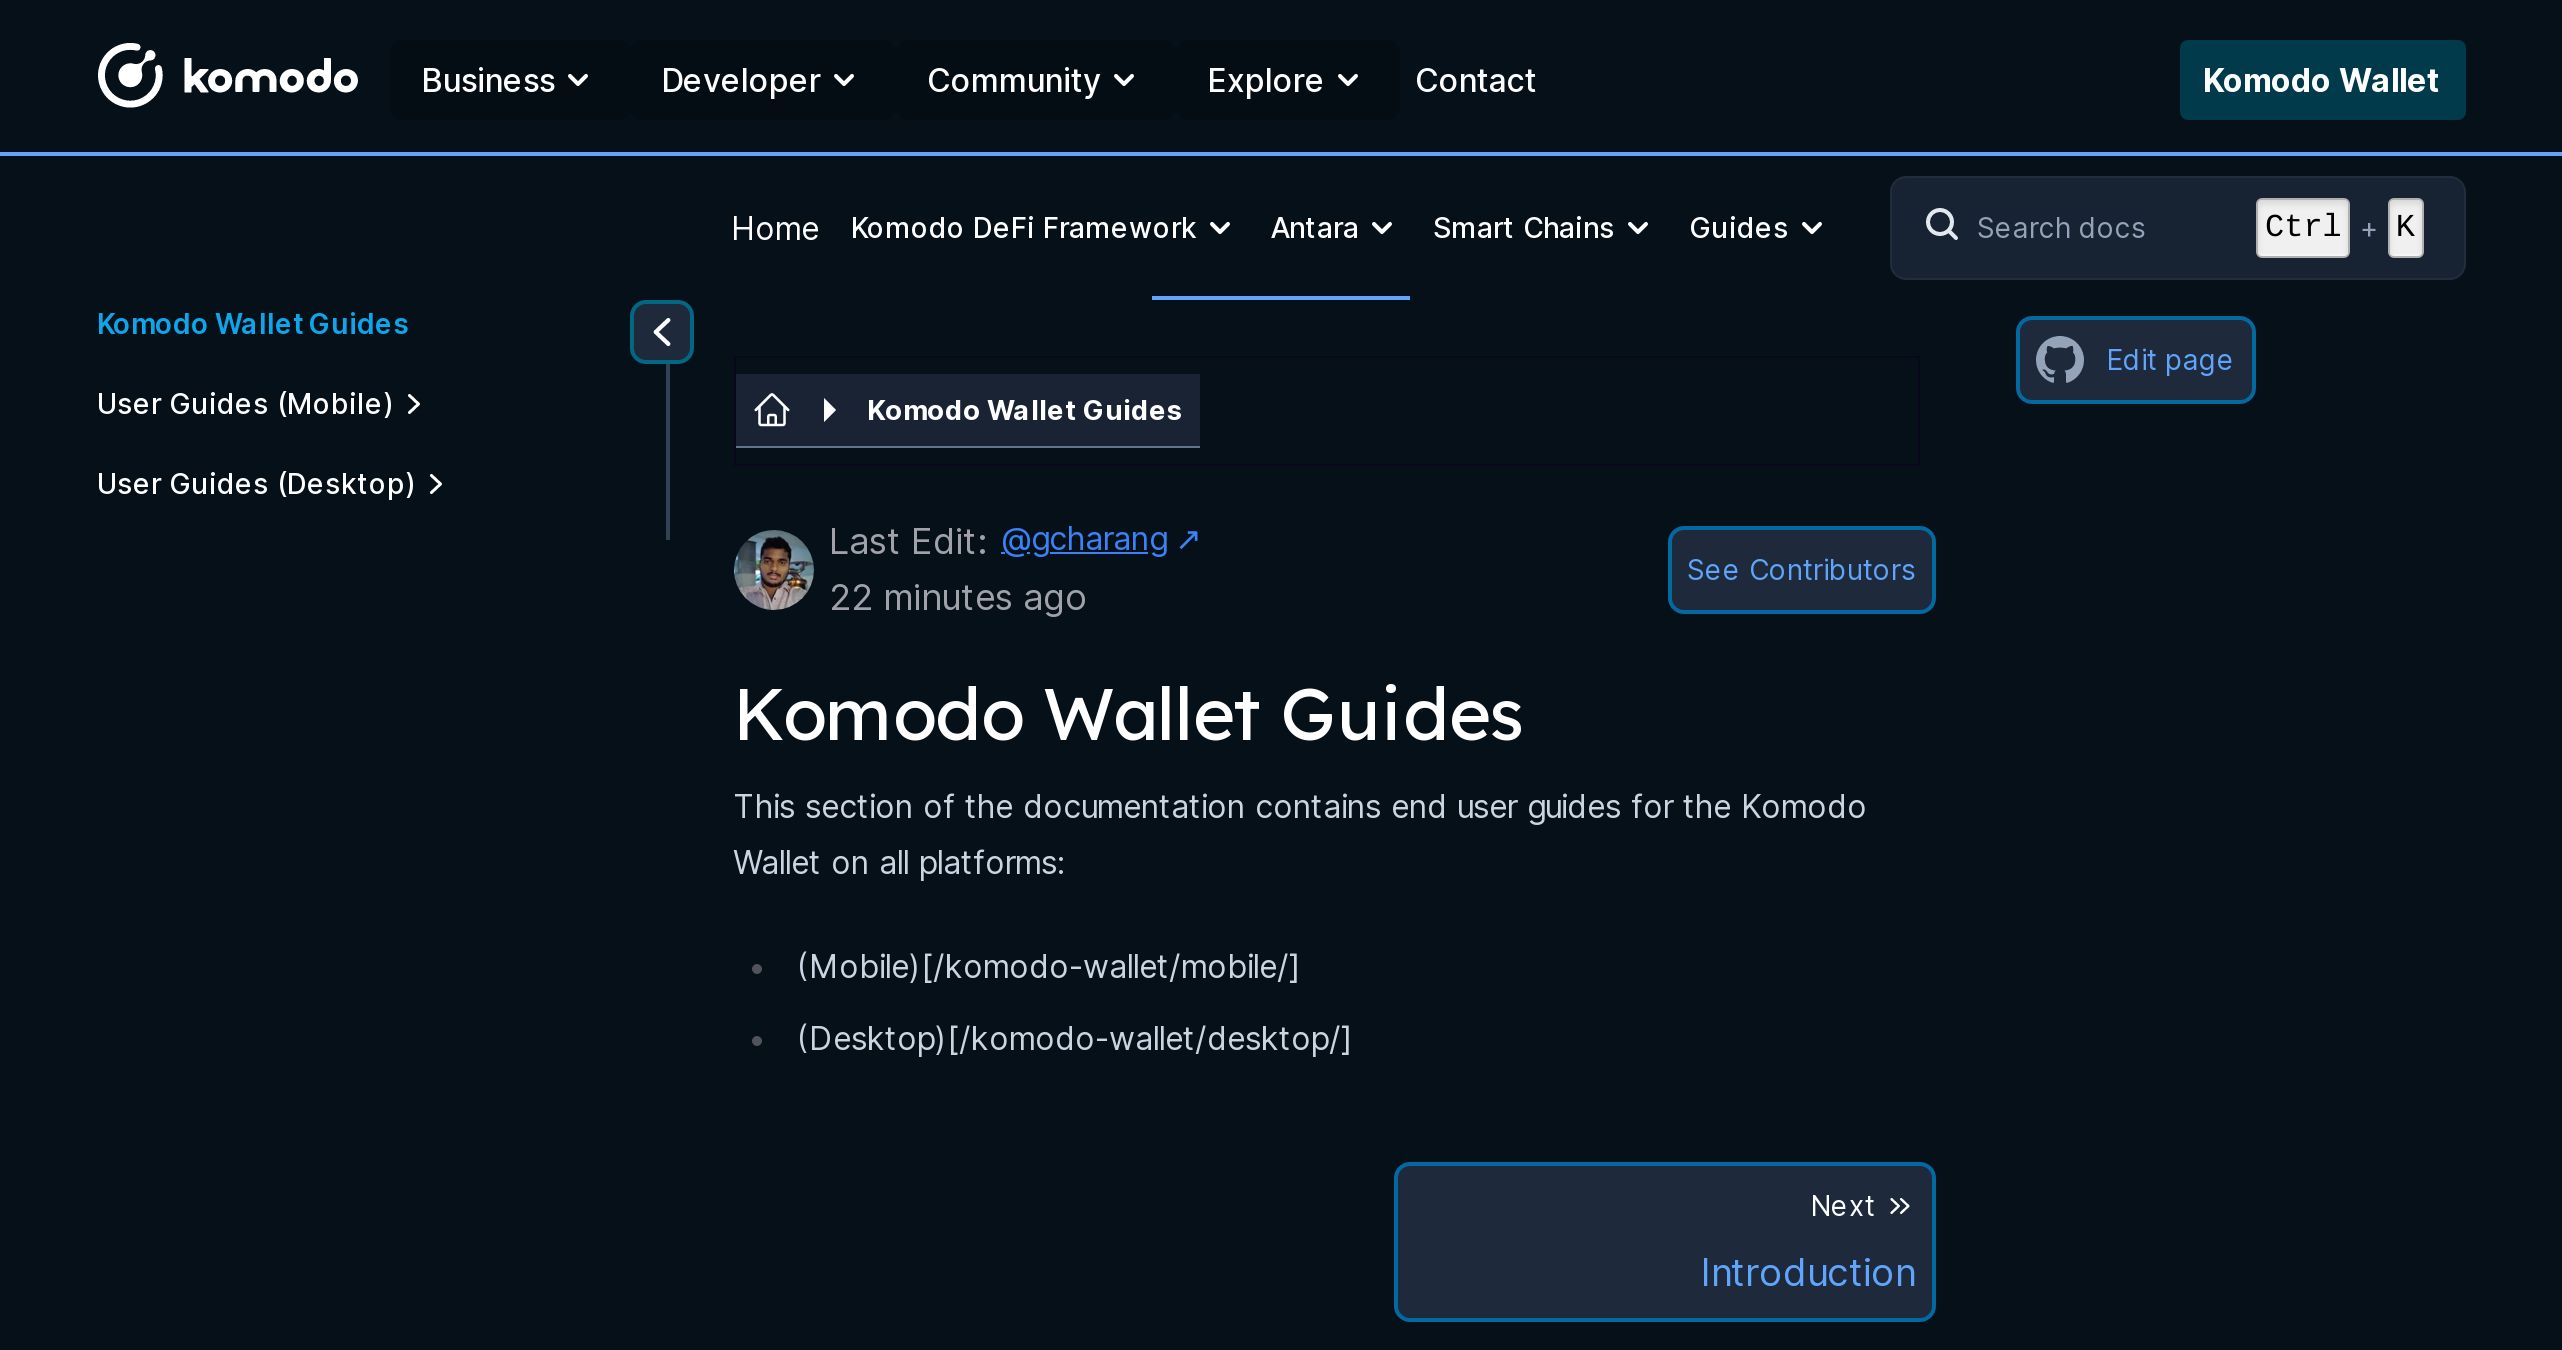 komodo Business Developer Community Explore Contact Komodo Wallet
Home Komodo DeFi Framework Antara Smart Chains Guides Search docs Ctrl + K
Komodo Wallet Guides
User Guides (Mobile)
User Guides (Desktop)
Komodo Wallet Guides
Edit page
Last Edit: @gcharang ↗
22 minutes ago
See Contributors
Komodo Wallet Guides
This section of the documentation contains end user guides for the Komodo
Wallet on all platforms:
• (Mobile)[/komodo-wallet/mobile/]
• (Desktop)[/komodo-wallet/desktop/]
Next »
Introduction